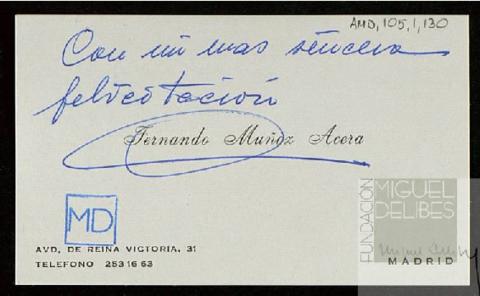 AMD, 105, 1, 130
Con mi mas sincera
felicitación
Fernando Muñoz Acera
MD
AVD. DE REINA VICTORIA, 31
TELEFONO 253 16 63
MADRID
FUNDACIÓN
MIGUEL
DELIBES